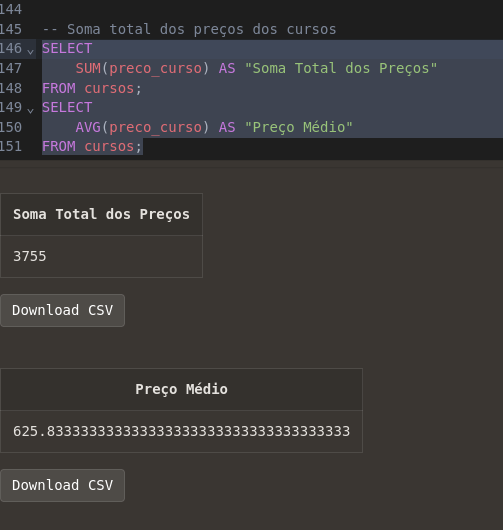 144
145 -- Soma total dos preços dos cursos
146 SELECT
147 SUM(preco_curso) AS "Soma Total dos Preços"
148 FROM cursos;
149 SELECT
150 AVG(preco_curso) AS "Preço Médio"
151 FROM cursos;
Soma Total dos Preços
3755
Download CSV
Preço Médio
625.8333333333333333333333333333333333
Download CSV